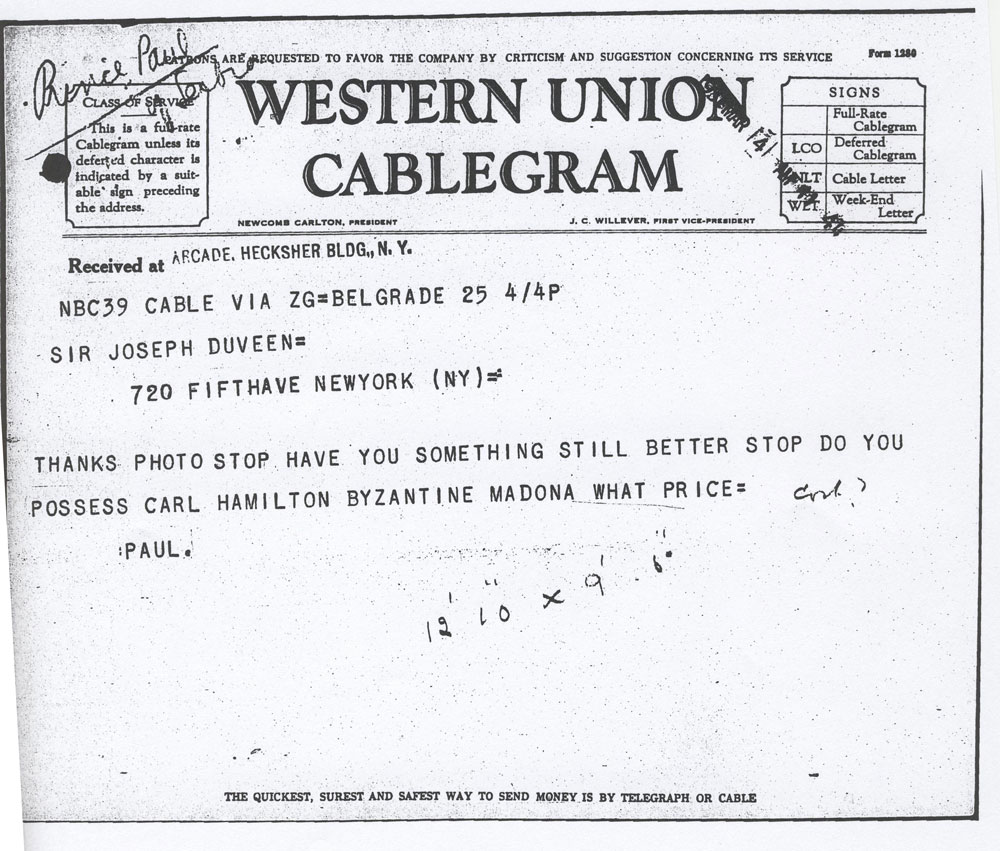 Prince Paul
PATRONS ARE REQUESTED TO FAVOR THE COMPANY BY CRITICISM AND SUGGESTION CONCERNING ITS SERVICE
Form 1280
CLASS OF SERVICE
This is a full-rate
Cablegram unless its
deferred character is
indicated by a suit-
able sign preceding
the address.
WESTERN UNION
CABLEGRAM
NEWCOMB CARLTON, PRESIDENT
J. C. WILLEVER, FIRST VICE-PRESIDENT
SIGNS
Full-Rate
Cablegram
LCO Deferred
Cablegram
NLT Cable Letter
WLT Week-End
Letter
Received at ARCADE, HECKSHER BLDG., N. Y.
NBC39 CABLE VIA ZG=BELGRADE 25 4/4P
SIR JOSEPH DUVEEN=
720 FIFTHAVE NEWYORK (NY)=
THANKS PHOTO STOP HAVE YOU SOMETHING STILL BETTER STOP DO YOU
POSSESS CARL HAMILTON BYZANTINE MADONA WHAT PRICE= Cost?
:PAUL.
12' 10" x 9' 6"
THE QUICKEST, SUREST AND SAFEST WAY TO SEND MONEY IS BY TELEGRAPH OR CABLE